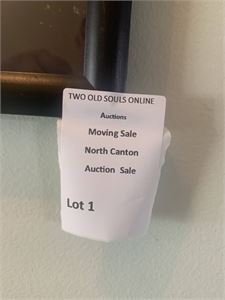 TWO OLD SOULS ONLINE
Auctions
Moving Sale
North Canton
Auction Sale
Lot 1